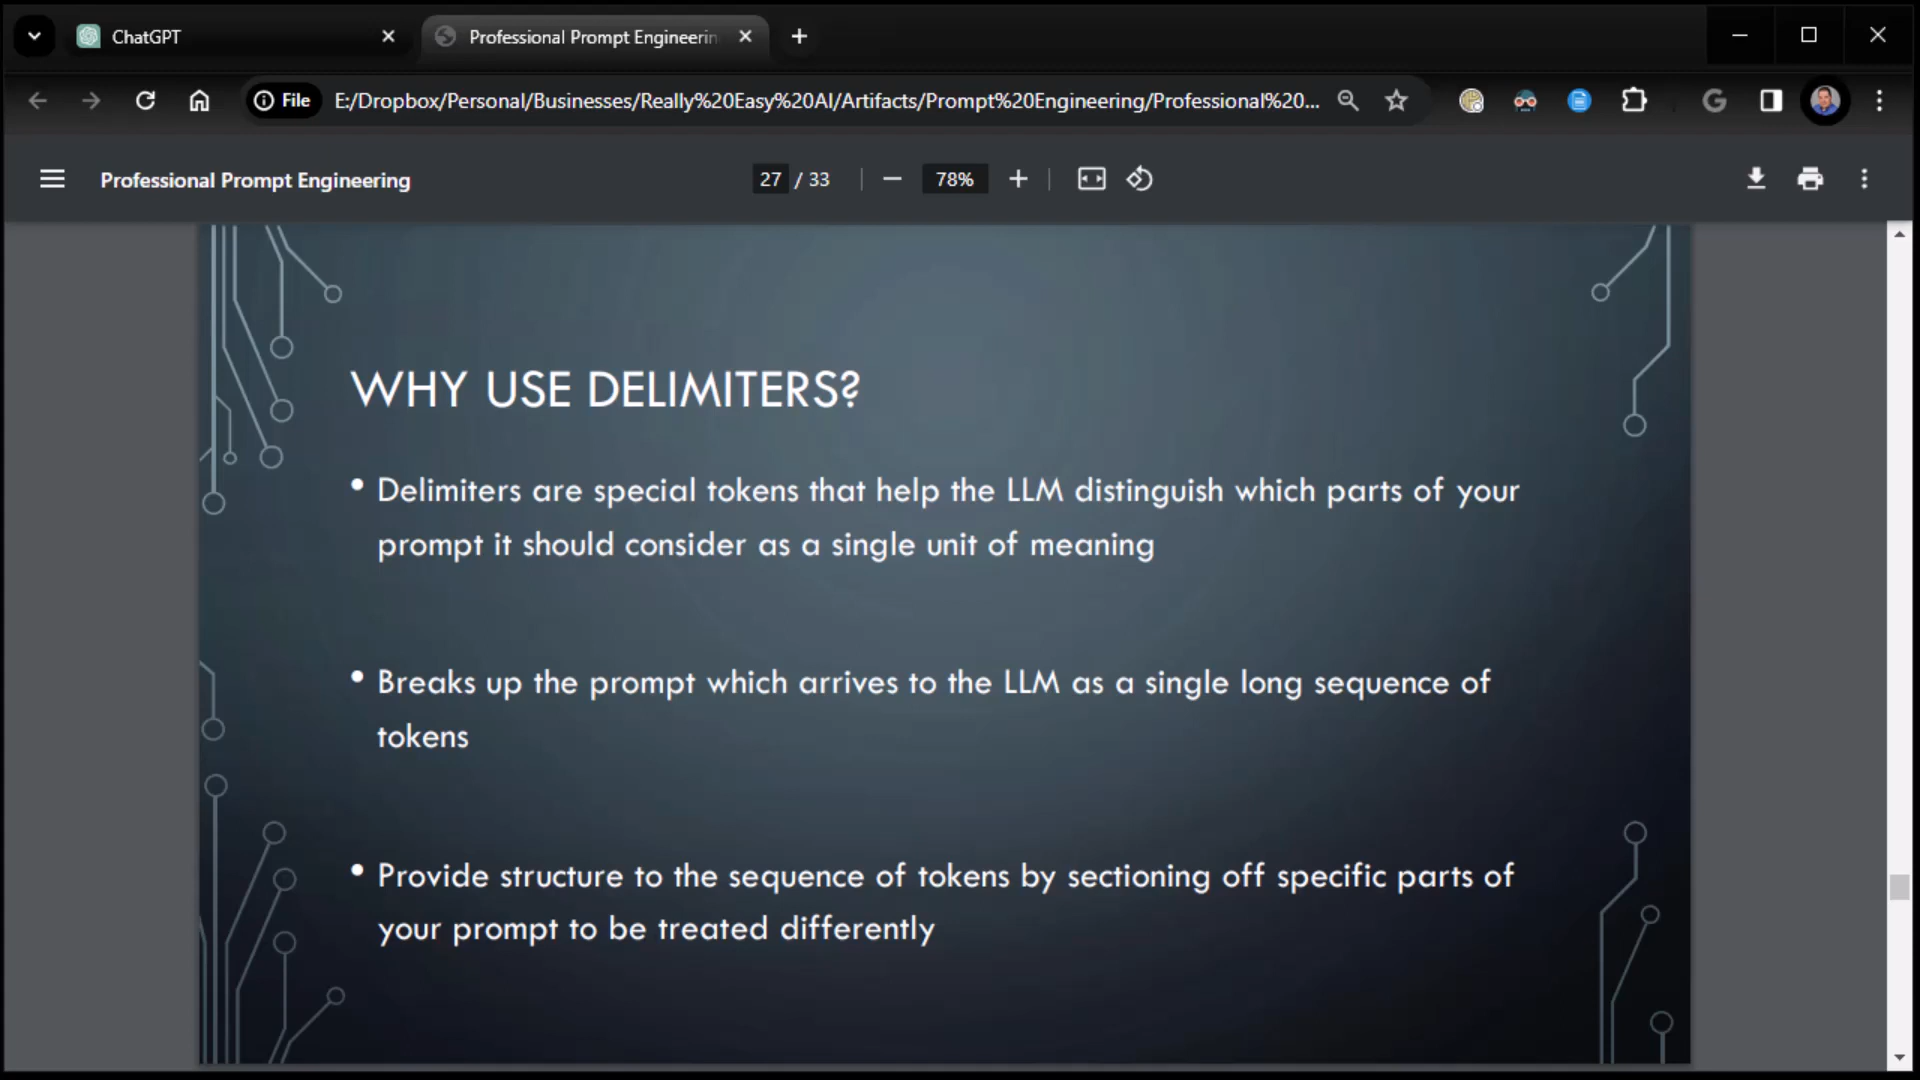 ChatGPT
Professional Prompt Engineerin
File
E:/Dropbox/Personal/Businesses/Really%20Easy%20AI/Artifacts/Prompt%20Engineering/Professional%20...
Professional Prompt Engineering
27 / 33
78%
WHY USE DELIMITERS?
• Delimiters are special tokens that help the LLM distinguish which parts of your
prompt it should consider as a single unit of meaning
• Breaks up the prompt which arrives to the LLM as a single long sequence of
tokens
• Provide structure to the sequence of tokens by sectioning off specific parts of
your prompt to be treated differently